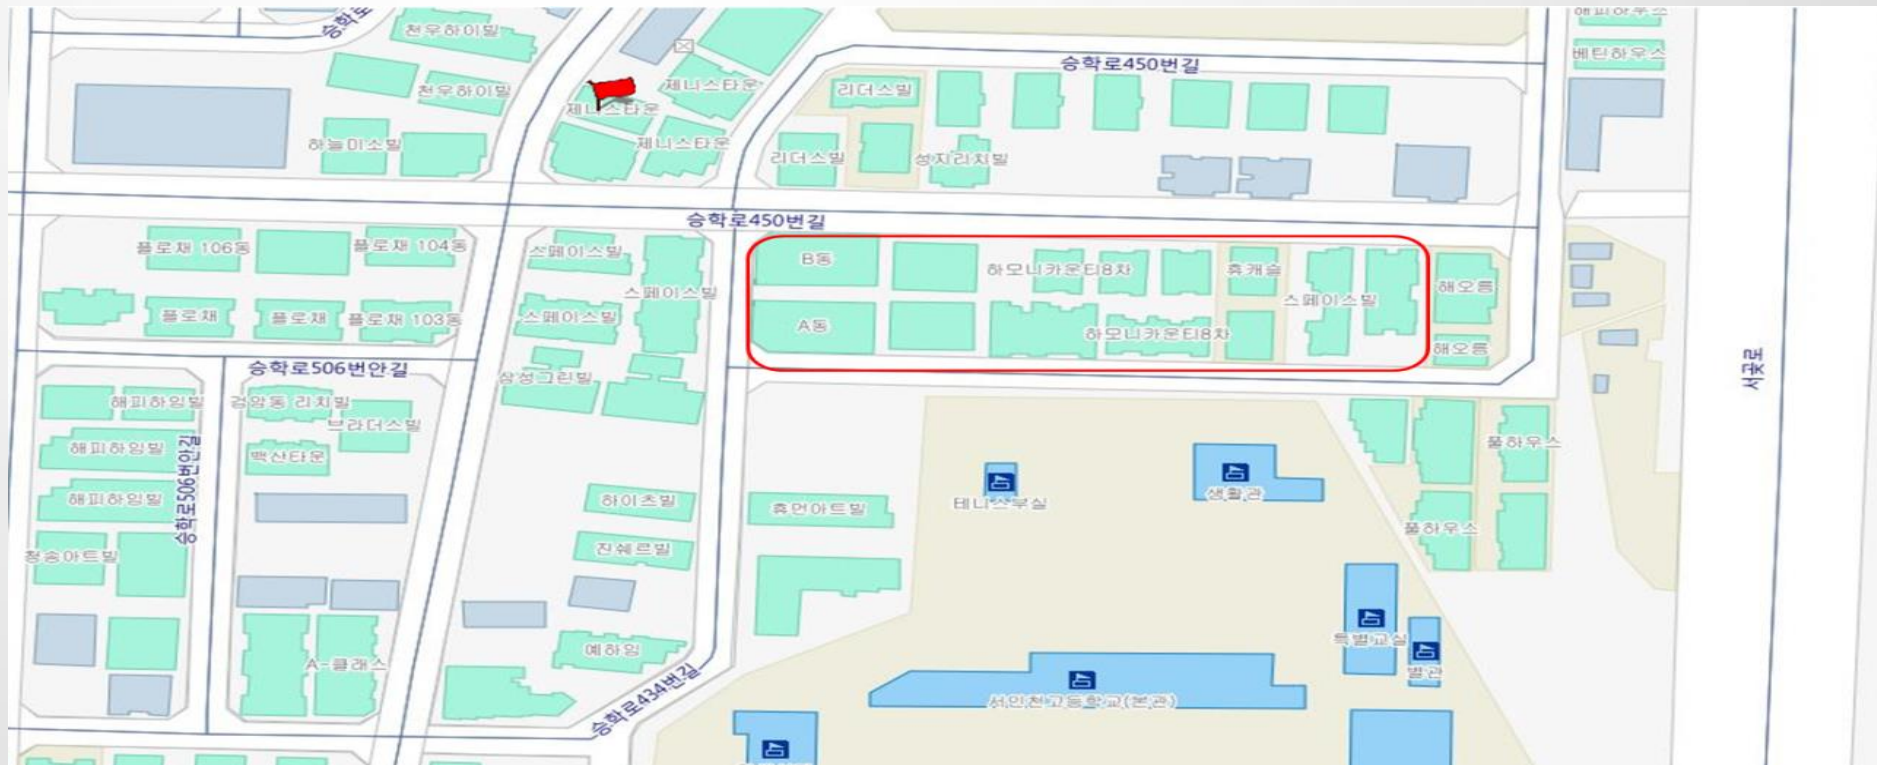 승학로
천우하이빌
해피하우스
베틴하우스
승학로450번길
천우하이빌
제니스타운
제니스타운
리더스빌
하늘미소빌
제니스타운
리더스빌
성지리치빌
승학로450번길
플로채 106동
플로채 104동
스페이스빌
B동
하모니카운티8차
휴캐슬
해오름
스페이스빌
스페이스빌
플로채
플로채
플로채 103동
스페이스빌
A동
하모니카운티8차
해오름
승학로506번안길
삼성그린빌
서곶로
해피하임빌
검암동 리치빌
브라더스빌
해피하임빌
백산타운
승학로506번안길
풀하우스
해피하임빌
하이츠빌
휴먼아트빌
테니스부실
생활관
풀하우스
청송아트빌
진쉐르빌
예하임
A-클래스
특별교실
별관
승학로434번길
서인천고등학교(본관)